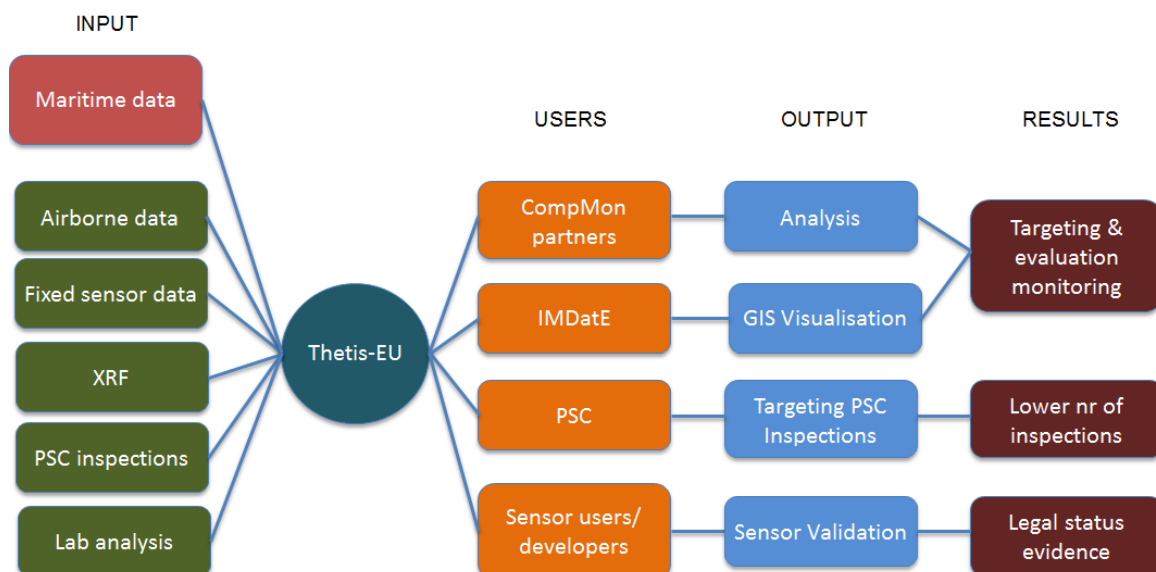 INPUT
Maritime data
Airborne data
Fixed sensor data
XRF
PSC inspections
Lab analysis
Thetis-EU
USERS
CompMon
partners
IMDatE
PSC
Sensor users/
developers
OUTPUT
Analysis
GIS Visualisation
Targeting PSC
Inspections
Sensor Validation
RESULTS
Targeting &
evaluation
monitoring
Lower nr of
inspections
Legal status
evidence